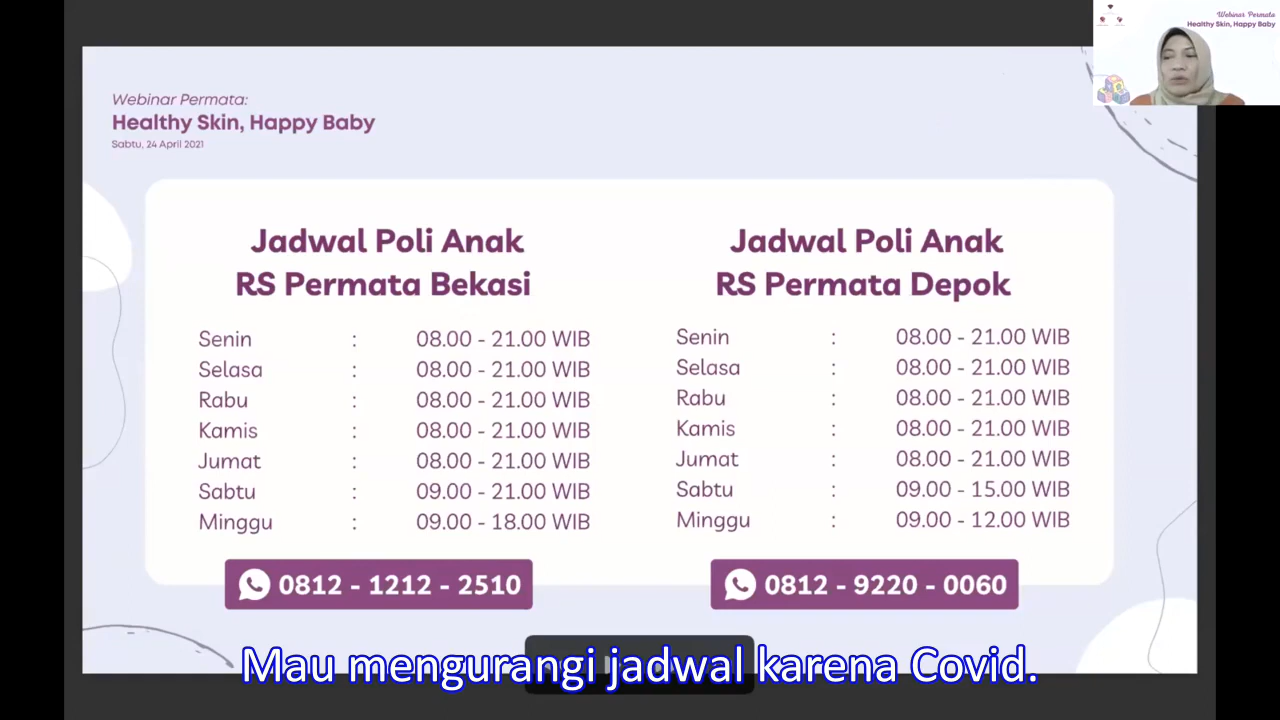 Webinar Permata
Healthy Skin, Happy Baby
Webinar Permata:
Healthy Skin, Happy Baby
Sabtu, 24 April 2021
Jadwal Poli Anak
RS Permata Bekasi
Senin : 08.00 - 21.00 WIB
Selasa : 08.00 - 21.00 WIB
Rabu : 08.00 - 21.00 WIB
Kamis : 08.00 - 21.00 WIB
Jumat : 08.00 - 21.00 WIB
Sabtu : 09.00 - 21.00 WIB
Minggu : 09.00 - 18.00 WIB
0812 - 1212 - 2510
Jadwal Poli Anak
RS Permata Depok
Senin : 08.00 - 21.00 WIB
Selasa : 08.00 - 21.00 WIB
Rabu : 08.00 - 21.00 WIB
Kamis : 08.00 - 21.00 WIB
Jumat : 08.00 - 21.00 WIB
Sabtu : 09.00 - 15.00 WIB
Minggu : 09.00 - 12.00 WIB
0812 - 9220 - 0060
Mau mengurangi jadwal karena Covid.